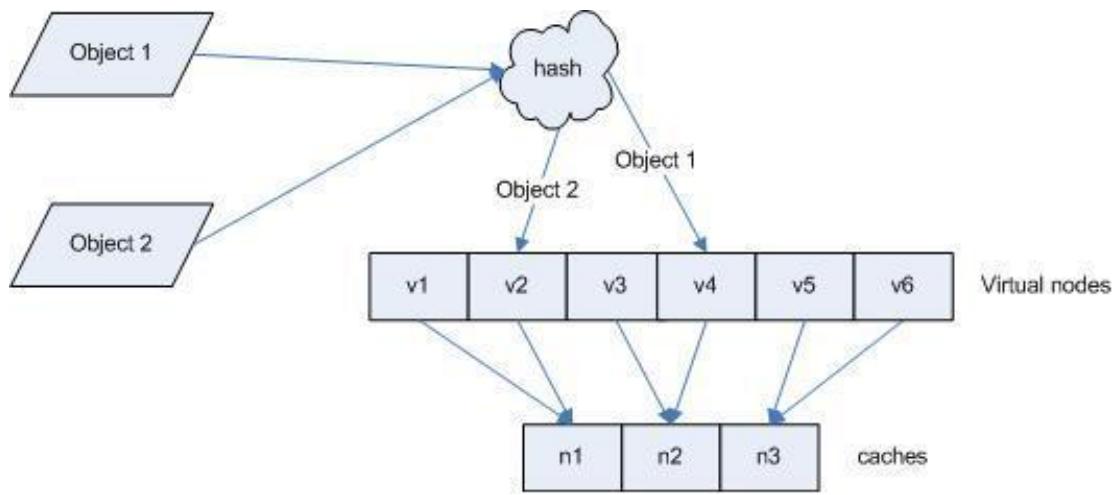 Object 1
hash
Object 1
Object 2
Object 2
v1 v2 v3 v4 v5 v6 Virtual nodes
n1 n2 n3 caches